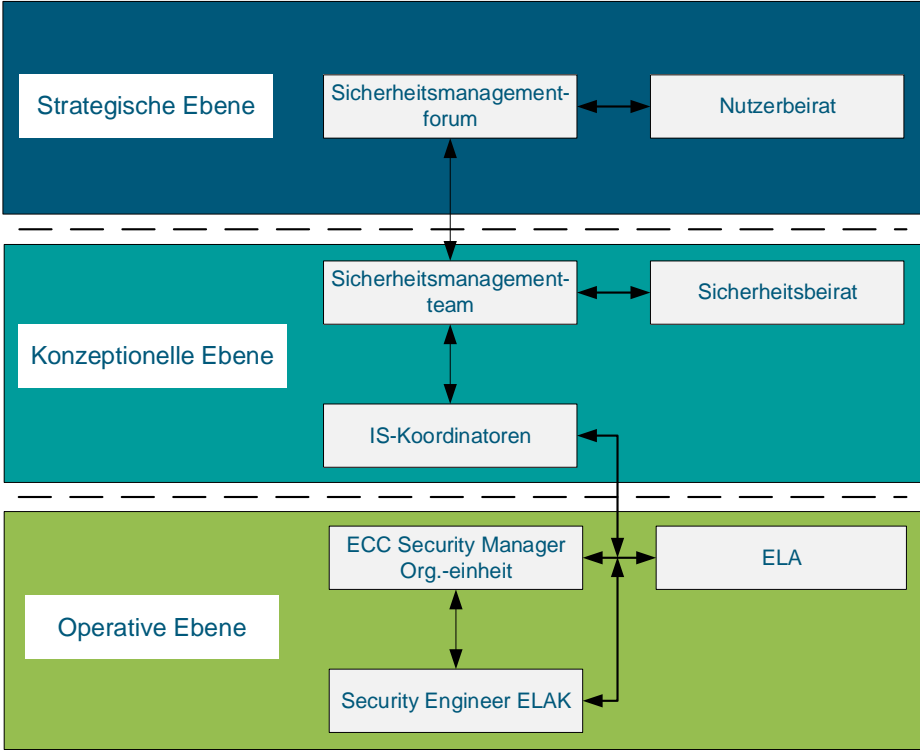 Strategische Ebene
Sicherheitsmanagement-
forum
Nutzerbeirat
Konzeptionelle Ebene
Sicherheitsmanagement-
team
Sicherheitsbeirat
IS-Koordinatoren
Operative Ebene
ECC Security Manager
Org.-einheit
ELA
Security Engineer ELAK